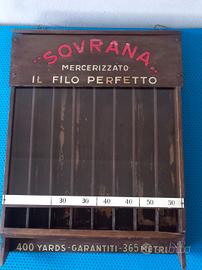 "SOVRANA"
MERCERIZZATO
IL FILO PERFETTO
30 30 40 40 50 50
400 YARDS - GARANTITI - 365 METRI